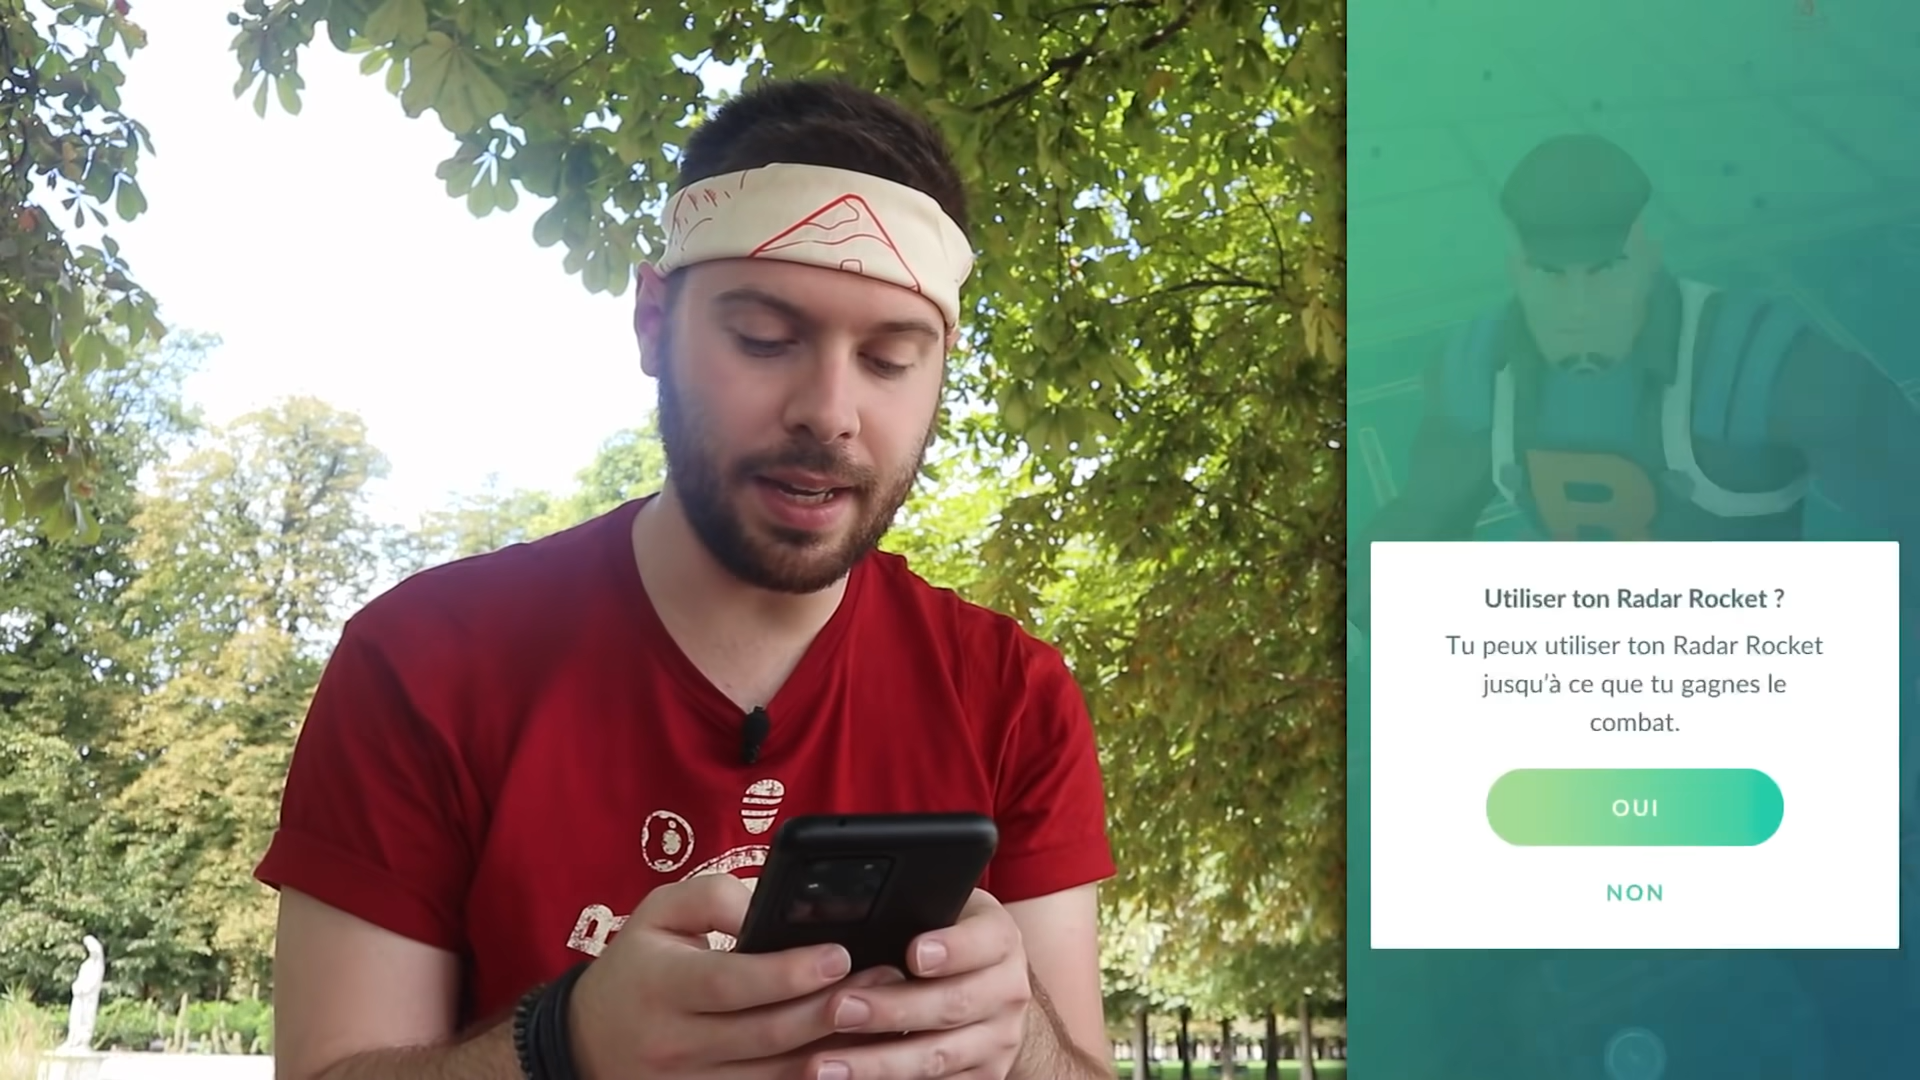 Utiliser ton Radar Rocket ?
Tu peux utiliser ton Radar Rocket
jusqu'à ce que tu gagnes le
combat.
OUI
NON
R